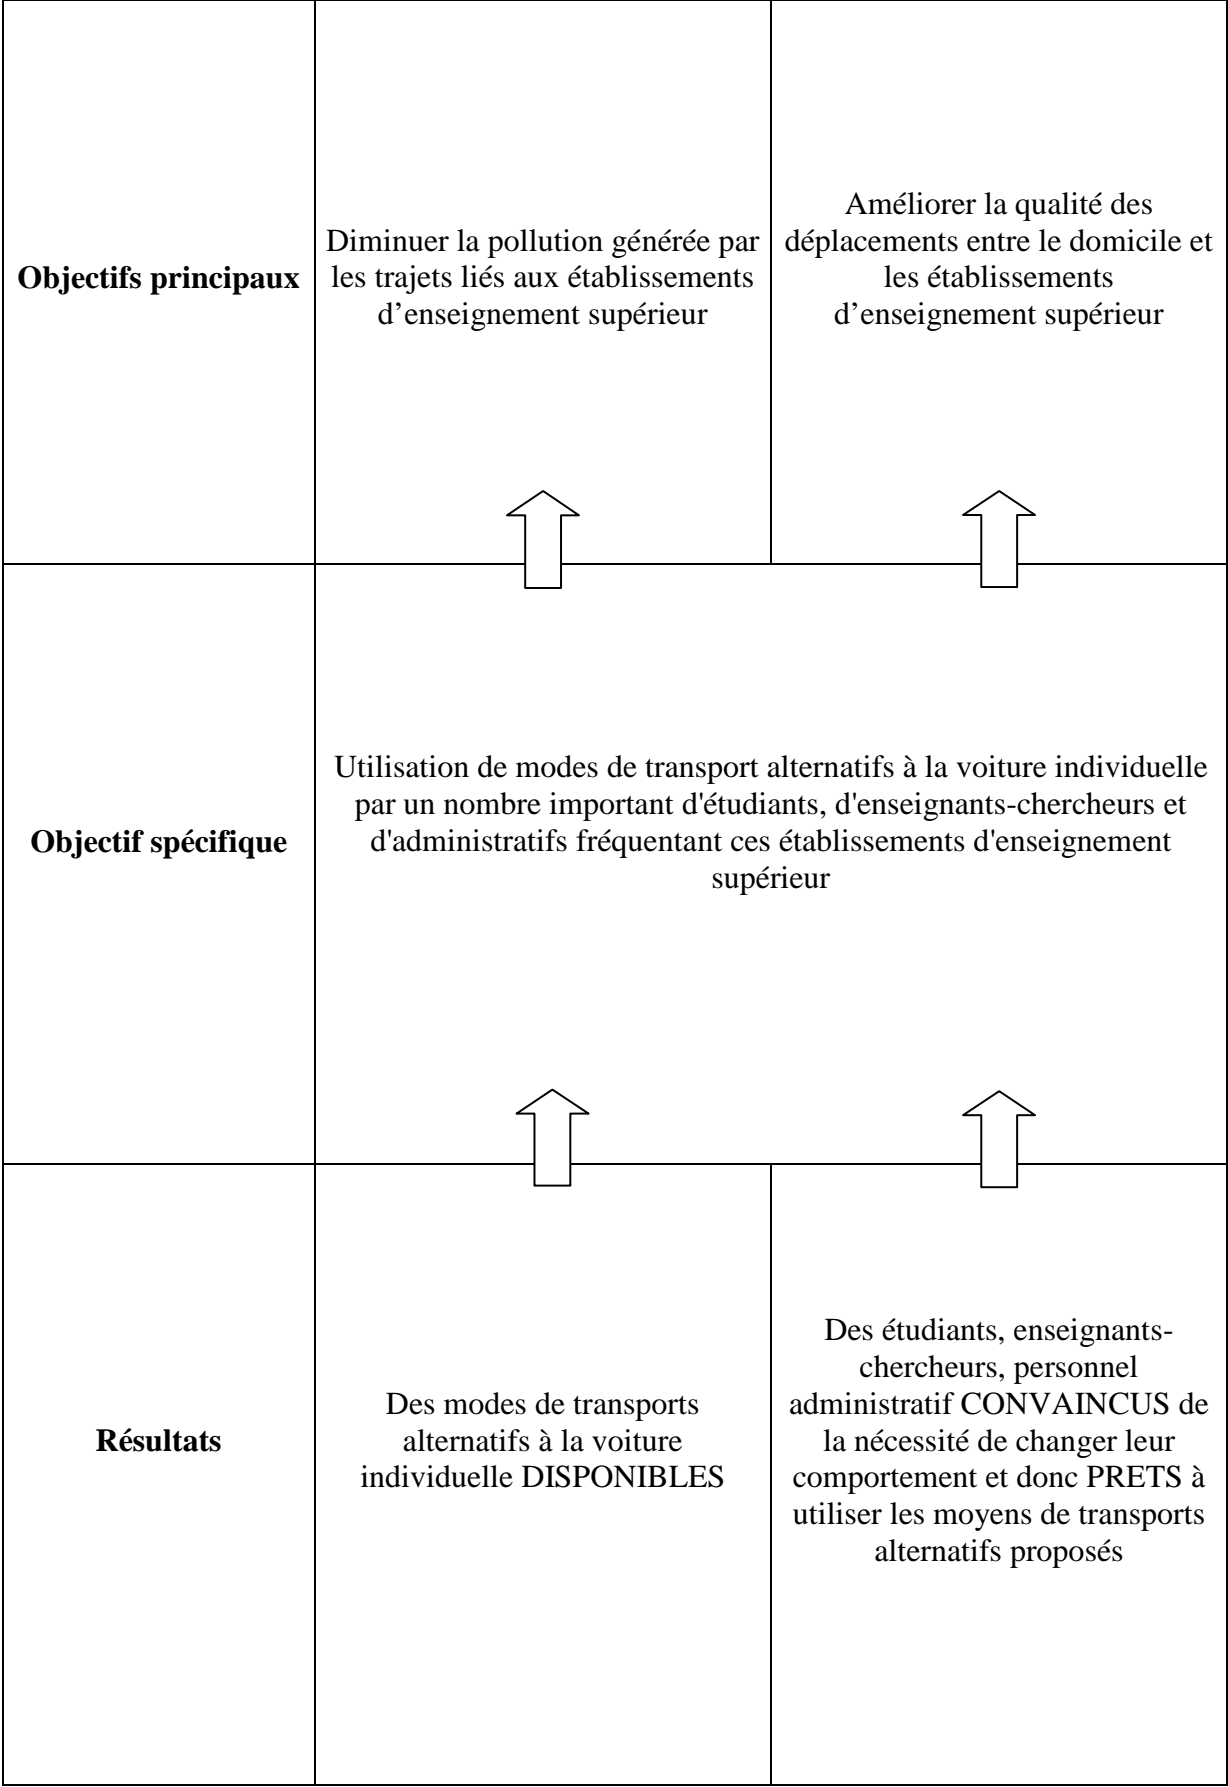 Objectifs principaux
Diminuer la pollution générée par
les trajets liés aux établissements
d’enseignement supérieur
Améliorer la qualité des
déplacements entre le domicile et
les établissements
d’enseignement supérieur
Objectif spécifique
Utilisation de modes de transport alternatifs à la voiture individuelle
par un nombre important d'étudiants, d'enseignants-chercheurs et
d'administratifs fréquentant ces établissements d'enseignement
supérieur
Résultats
Des modes de transports
alternatifs à la voiture
individuelle DISPONIBLES
Des étudiants, enseignants-
chercheurs, personnel
administratif CONVAINCUS de
la nécessité de changer leur
comportement et donc PRETS à
utiliser les moyens de transports
alternatifs proposés